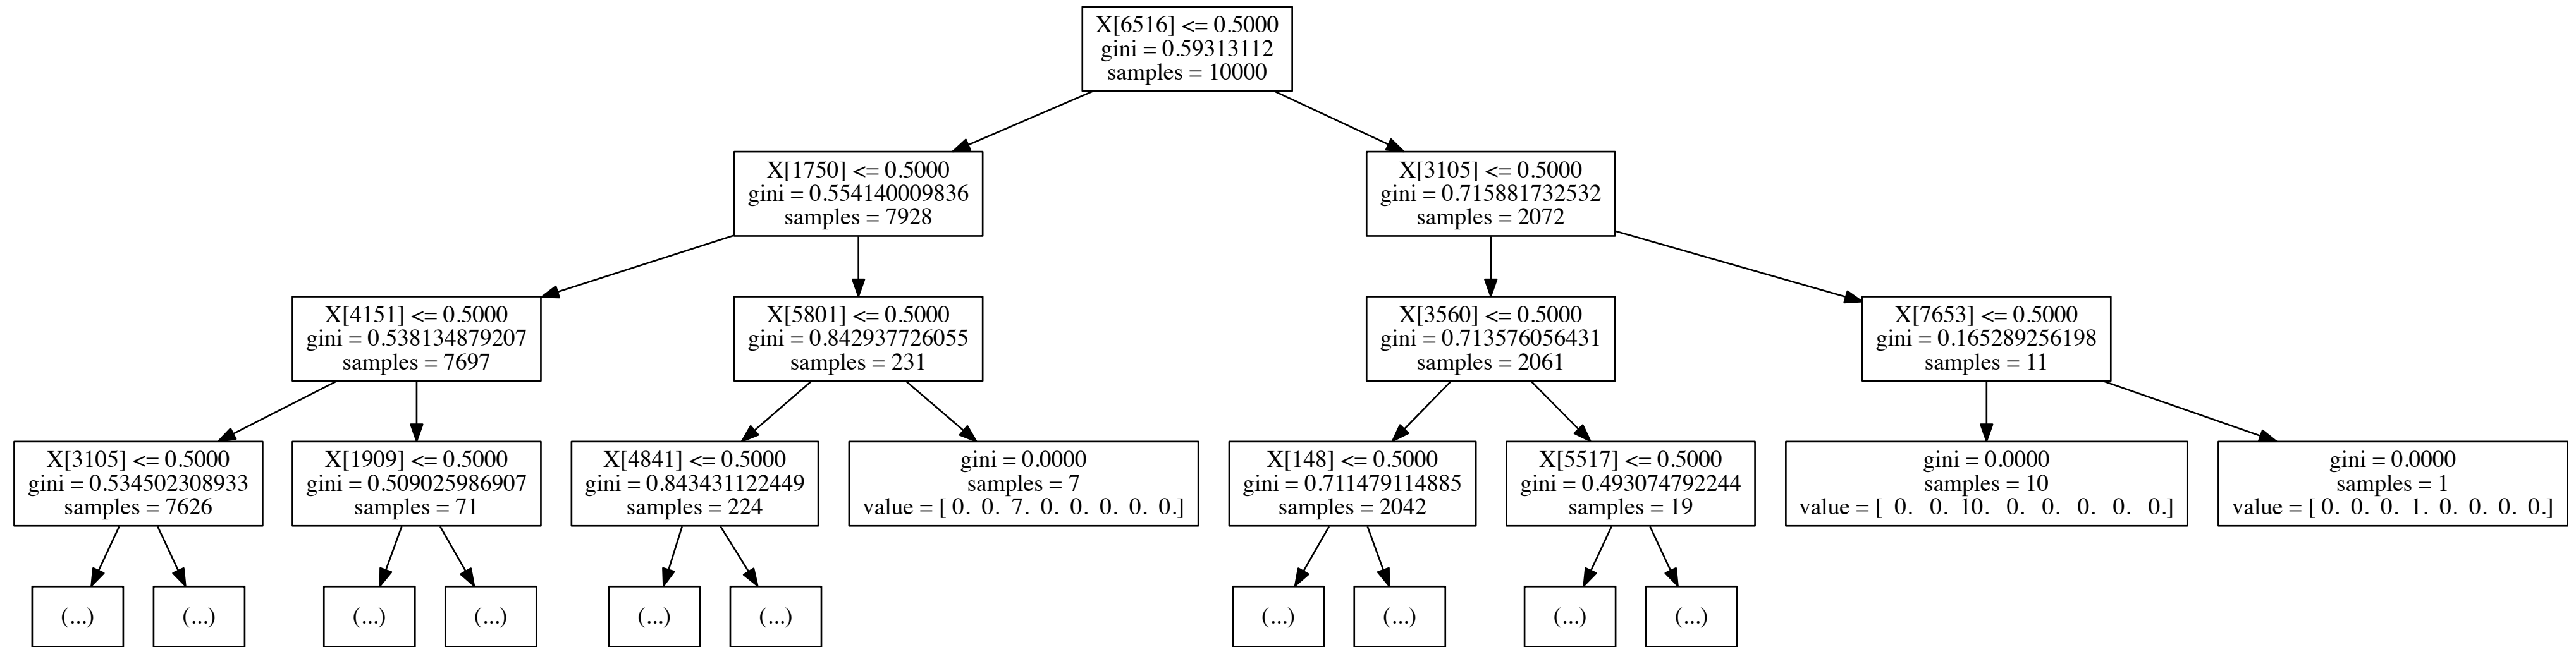 X[6516] <= 0.5000
gini = 0.59313112
samples = 10000
X[1750] <= 0.5000
gini = 0.554140009836
samples = 7928
X[3105] <= 0.5000
gini = 0.715881732532
samples = 2072
X[4151] <= 0.5000
gini = 0.538134879207
samples = 7697
X[5801] <= 0.5000
gini = 0.842937726055
samples = 231
X[3560] <= 0.5000
gini = 0.713576056431
samples = 2061
X[7653] <= 0.5000
gini = 0.165289256198
samples = 11
X[3105] <= 0.5000
gini = 0.534502308933
samples = 7626
X[1909] <= 0.5000
gini = 0.509025986907
samples = 71
X[4841] <= 0.5000
gini = 0.843431122449
samples = 224
gini = 0.0000
samples = 7
value = [ 0. 0. 7. 0. 0. 0. 0. 0.]
X[148] <= 0.5000
gini = 0.711479114885
samples = 2042
X[5517] <= 0.5000
gini = 0.493074792244
samples = 19
gini = 0.0000
samples = 10
value = [ 0. 0. 10. 0. 0. 0. 0. 0.]
gini = 0.0000
samples = 1
value = [ 0. 0. 0. 1. 0. 0. 0. 0.]
(...)
(...)
(...)
(...)
(...)
(...)
(...)
(...)
(...)
(...)